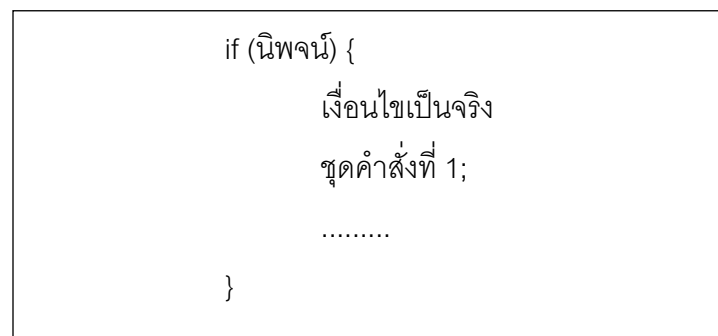 if (นิพจน์) {
เงื่อนไขเป็นจริง
ชุดคำสั่งที่ 1;
.........
}